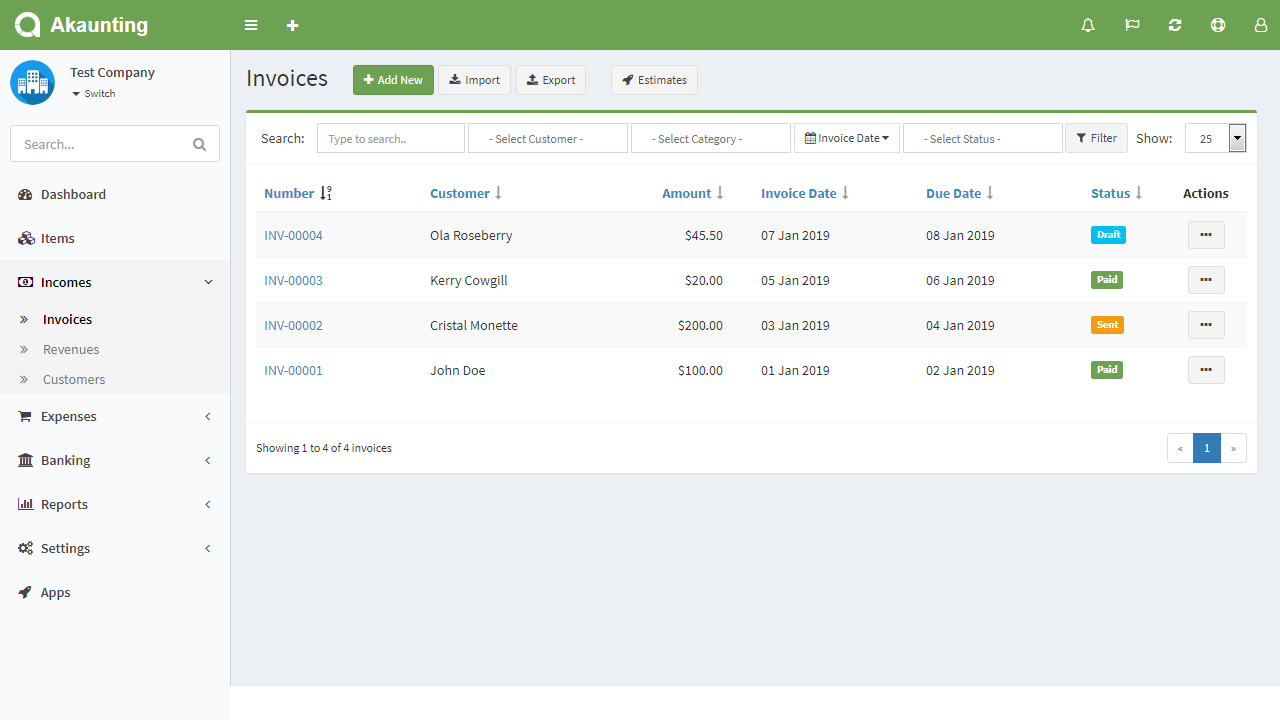 Akaunting
Test Company
Switch
Search...
Dashboard
Items
Incomes
Invoices
Revenues
Customers
Expenses
Banking
Reports
Settings
Apps
Invoices
Add New
Import
Export
Estimates
Search:
Type to search..
- Select Customer -
- Select Category -
Invoice Date
- Select Status -
Filter
Show:
25
Number Customer Amount Invoice Date Due Date Status Actions
INV-00004 Ola Roseberry $45.50 07 Jan 2019 08 Jan 2019 Draft
INV-00003 Kerry Cowgill $20.00 05 Jan 2019 06 Jan 2019 Paid
INV-00002 Cristal Monette $200.00 03 Jan 2019 04 Jan 2019 Sent
INV-00001 John Doe $100.00 01 Jan 2019 02 Jan 2019 Paid
Showing 1 to 4 of 4 invoices
« 1 »